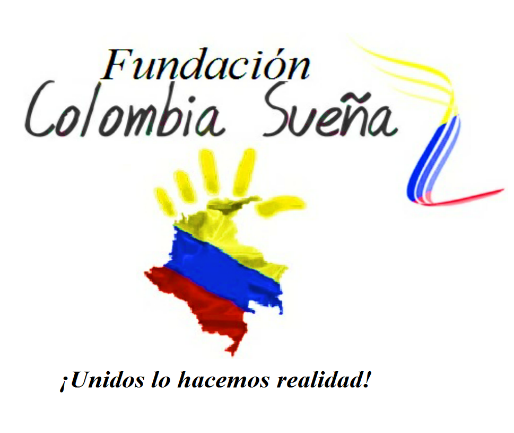 Fundación
Colombia Sueña
¡Unidos lo hacemos realidad!